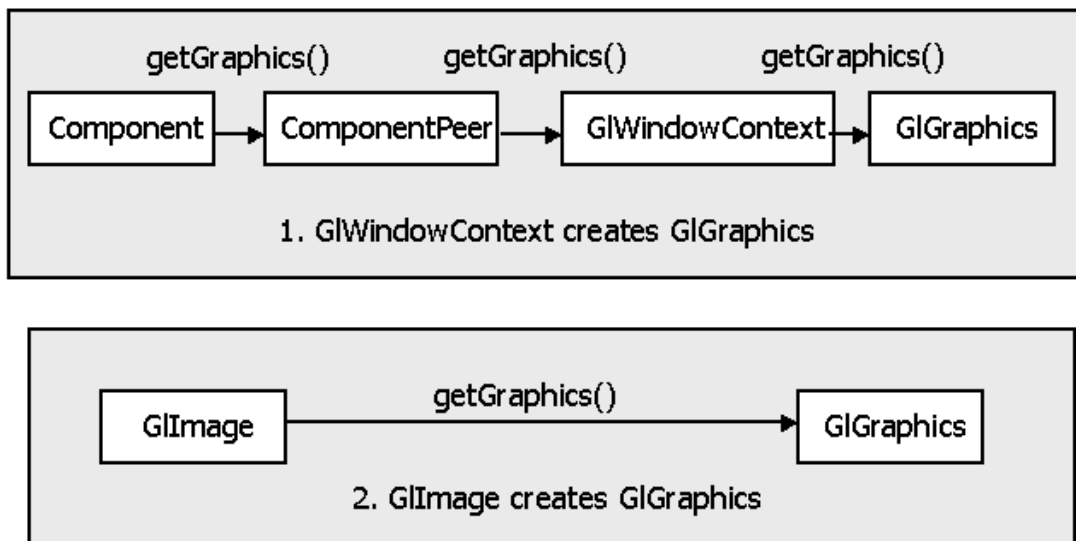 getGraphics() getGraphics() getGraphics()
Component ComponentPeer GlWindowContext GlGraphics
1. GlWindowContext creates GlGraphics
getGraphics()
GlImage GlGraphics
2. GlImage creates GlGraphics